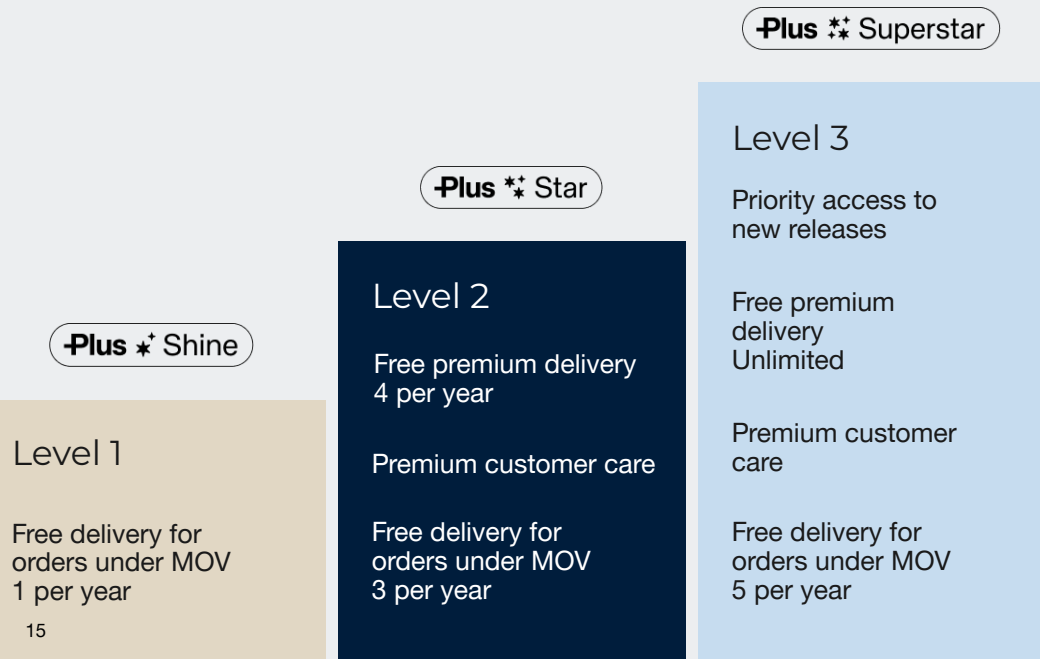 Plus Shine
Level 1
Free delivery for
orders under MOV
1 per year
15
Plus Star
Level 2
Free premium delivery
4 per year
Premium customer care
Free delivery for
orders under MOV
3 per year
Plus Superstar
Level 3
Priority access to
new releases
Free premium
delivery
Unlimited
Premium customer
care
Free delivery for
orders under MOV
5 per year